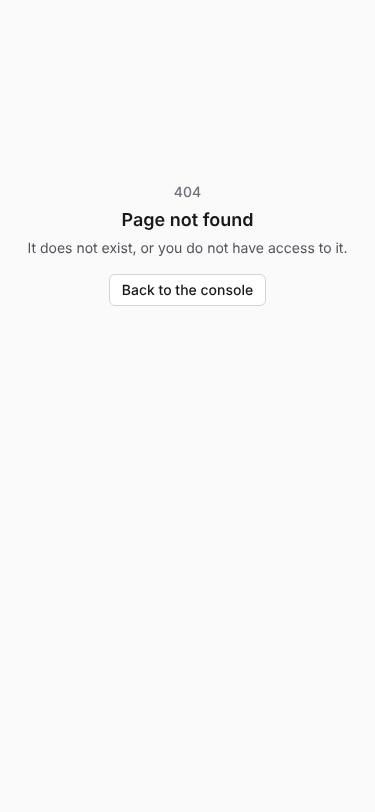 404
Page not found
It does not exist, or you do not have access to it.
Back to the console